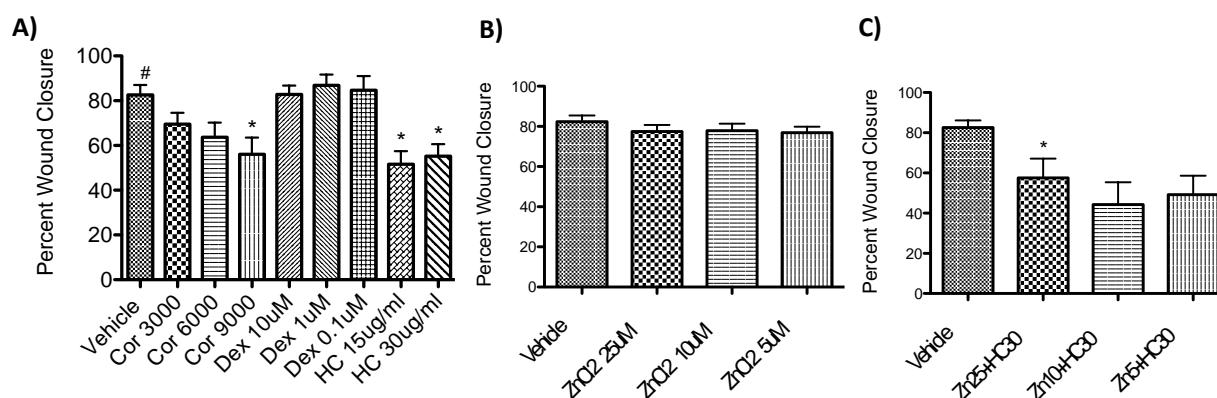 A)
Percent Wound Closure
100
80
60
40
20
0
#
*
*
*
Vehicle
Cor 3000
Cor 6000
Cor 9000
Dex 10uM
Dex 1uM
Dex 0.1uM
HC 15ug/ml
HC 30ug/ml
B)
Percent Wound Closure
100
80
60
40
20
0
Vehicle
ZnCl2 25uM
ZnCl2 10uM
ZnCl2 5uM
C)
Percent Wound Closure
100
80
60
40
20
0
*
Vehicle
Zn25+HC30
Zn10+HC30
Zn5+HC30